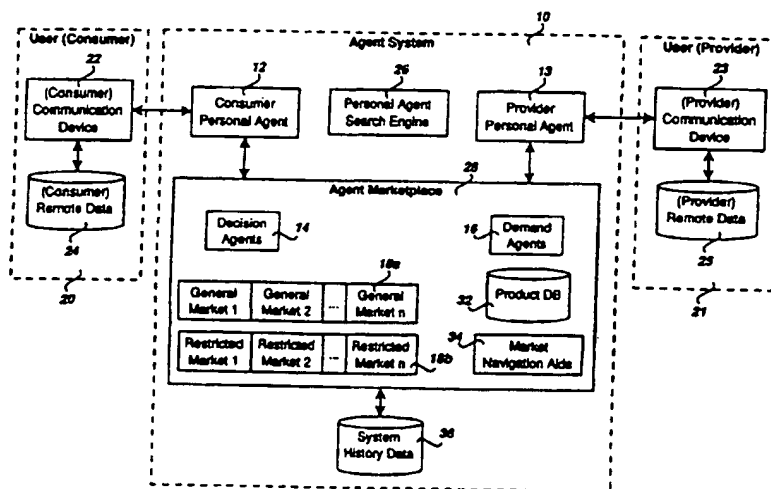 10
User (Consumer)
Agent System
User (Provider)
22
12
26
13
23
(Consumer)
Communication
Device
Consumer
Personal Agent
Personal Agent
Search Engine
Provider
Personal Agent
(Provider)
Communication
Device
28
Agent Marketplace
(Consumer)
Remote Data
(Provider)
Remote Data
24
Decision
Agents
14
16
Demand
Agents
25
20
18a
32
Product DB
21
General
Market 1
General
Market 2
...
General
Market n
34
Restricted
Market 1
Restricted
Market 2
...
Restricted
Market n
18b
Market
Navigation Aids
System
History Data
36